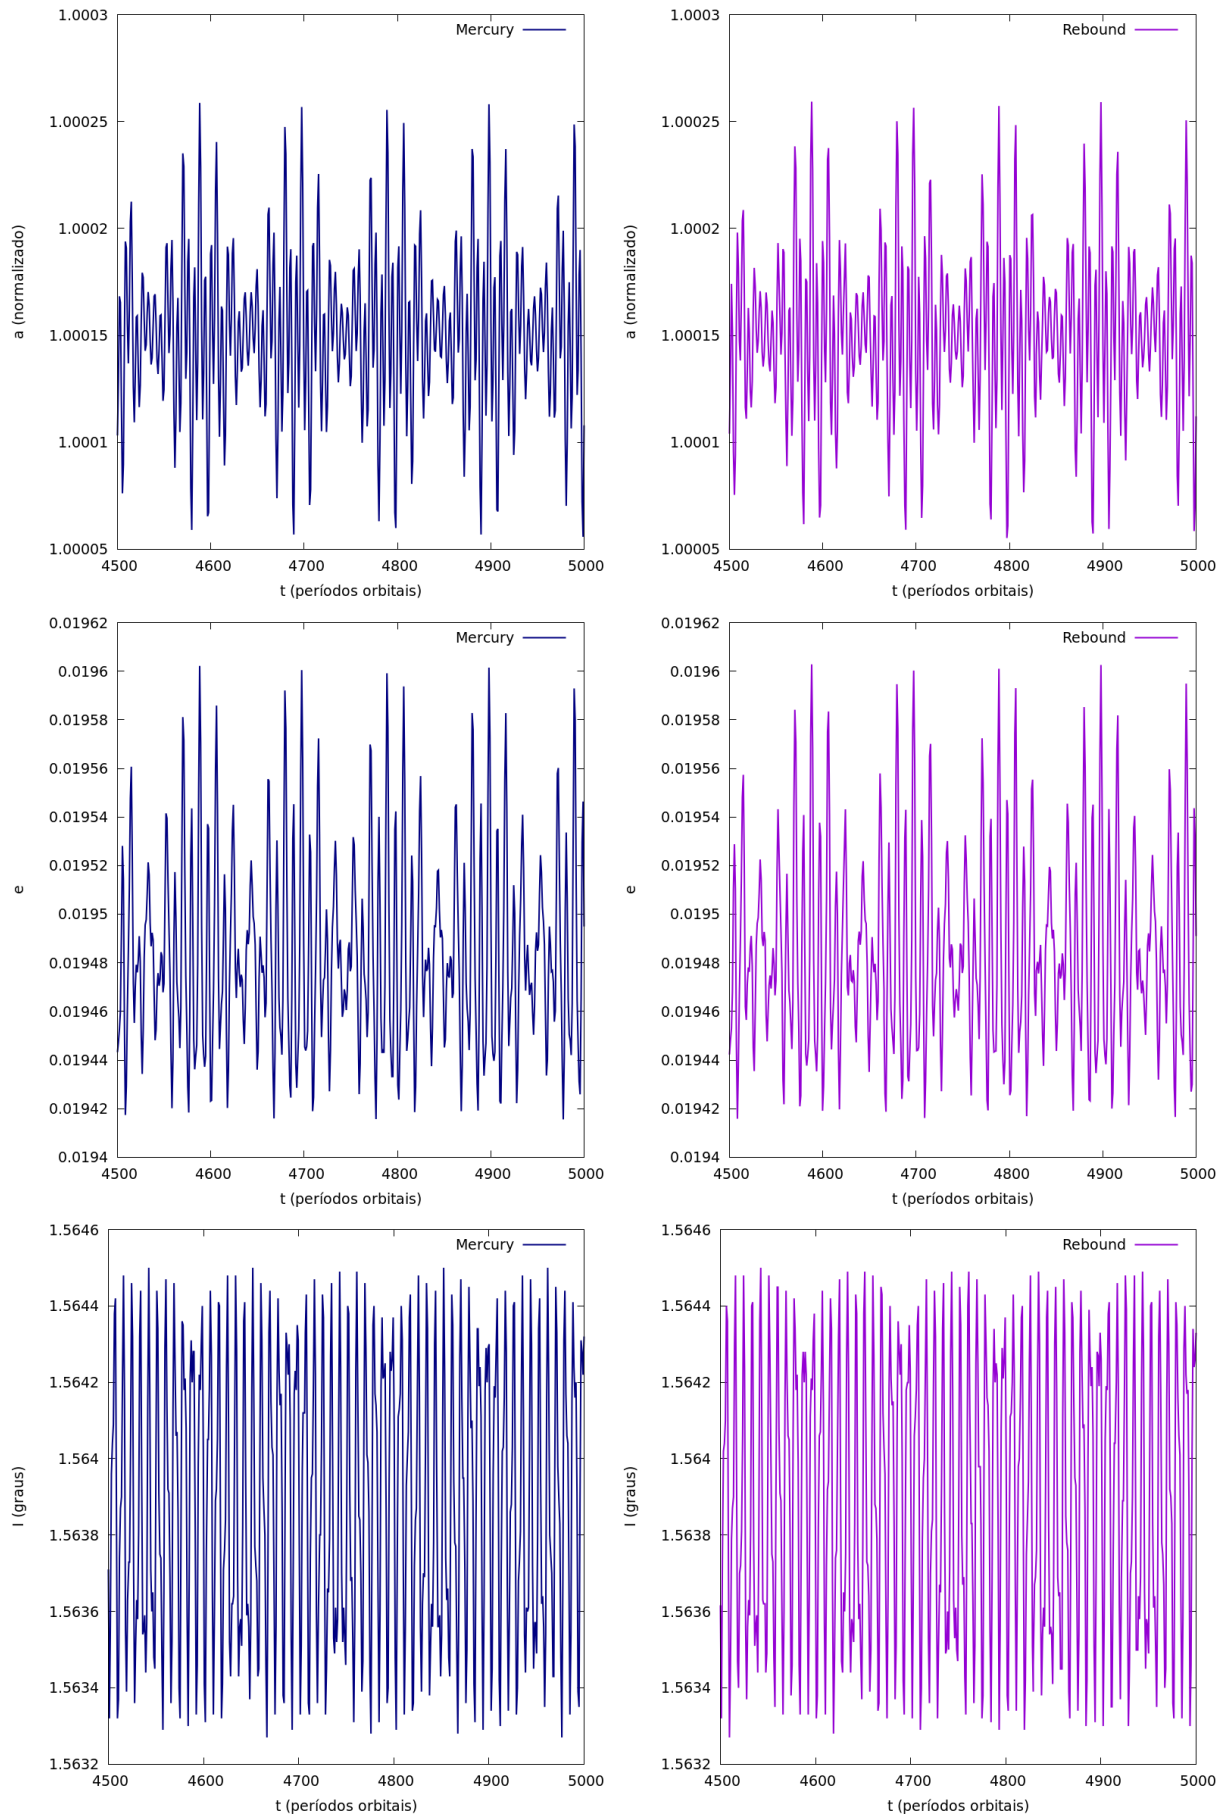 1.0003
1.00025
1.0002
1.00015
1.0001
1.00005
4500 4600 4700 4800 4900 5000
a (normalizado)
t (períodos orbitais)
Mercury
1.0003
1.00025
1.0002
1.00015
1.0001
1.00005
4500 4600 4700 4800 4900 5000
a (normalizado)
t (períodos orbitais)
Rebound
0.01962
0.0196
0.01958
0.01956
0.01954
0.01952
0.0195
0.01948
0.01946
0.01944
0.01942
0.0194
4500 4600 4700 4800 4900 5000
e
t (períodos orbitais)
Mercury
0.01962
0.0196
0.01958
0.01956
0.01954
0.01952
0.0195
0.01948
0.01946
0.01944
0.01942
0.0194
4500 4600 4700 4800 4900 5000
e
t (períodos orbitais)
Rebound
1.5646
1.5644
1.5642
1.564
1.5638
1.5636
1.5634
1.5632
4500 4600 4700 4800 4900 5000
I (graus)
t (períodos orbitais)
Mercury
1.5646
1.5644
1.5642
1.564
1.5638
1.5636
1.5634
1.5632
4500 4600 4700 4800 4900 5000
I (graus)
t (períodos orbitais)
Rebound